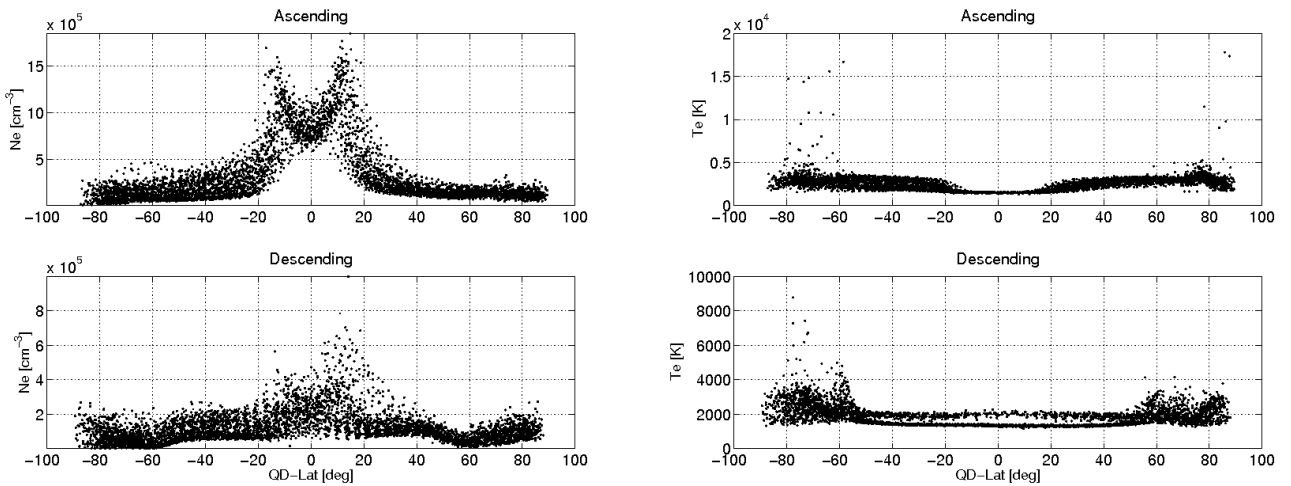 Ascending
x 10^5
Ne [cm^-3]
15
10
5
−100 −80 −60 −40 −20 0 20 40 60 80 100
Ascending
x 10^4
Te [K]
2
1.5
1
0.5
0
−100 −80 −60 −40 −20 0 20 40 60 80 100
Descending
x 10^5
Ne [cm^-3]
8
6
4
2
−100 −80 −60 −40 −20 0 20 40 60 80 100
QD−Lat [deg]
Descending
Te [K]
10000
8000
6000
4000
2000
0
−100 −80 −60 −40 −20 0 20 40 60 80 100
QD−Lat [deg]